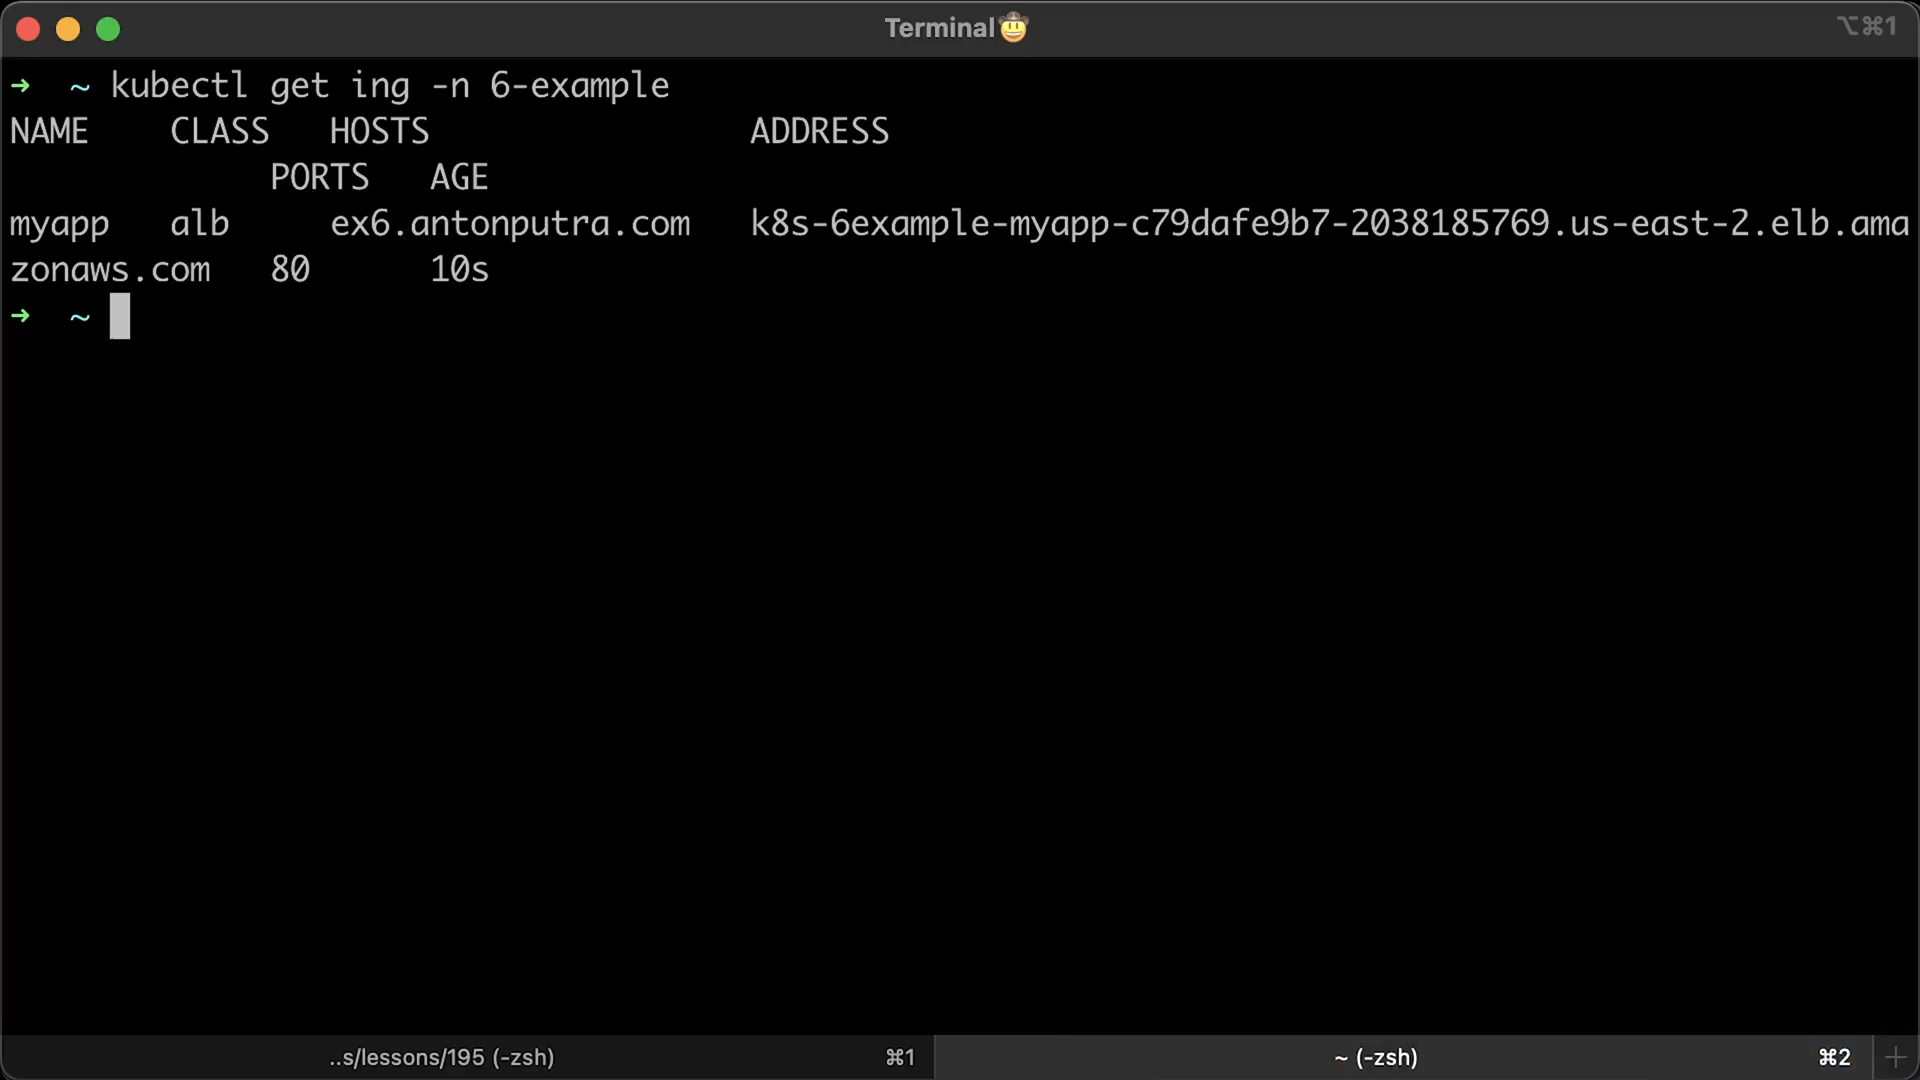 Terminal🤠
⌥⌘1
➜ ~ kubectl get ing -n 6-example
NAME CLASS HOSTS ADDRESS
PORTS AGE
myapp alb ex6.antonputra.com k8s-6example-myapp-c79dafe9b7-2038185769.us-east-2.elb.ama
zonaws.com 80 10s
➜ ~
..s/lessons/195 (-zsh) ⌘1 ~ (-zsh) ⌘2 +